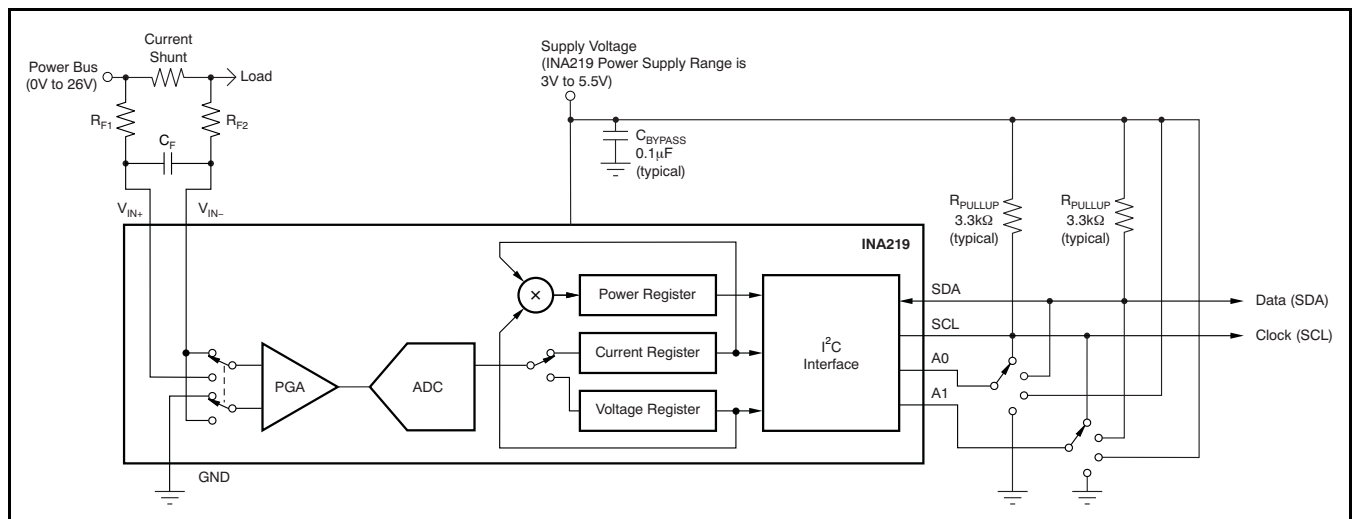 Current
Shunt
Power Bus
(0V to 26V)
Load
R_F1
R_F2
C_F
V_IN+
V_IN–
Supply Voltage
(INA219 Power Supply Range is
3V to 5.5V)
C_BYPASS
0.1μF
(typical)
R_PULLUP
3.3kΩ
(typical)
R_PULLUP
3.3kΩ
(typical)
INA219
×
Power Register
Current Register
Voltage Register
PGA
ADC
I²C
Interface
SDA
SCL
A0
A1
Data (SDA)
Clock (SCL)
GND